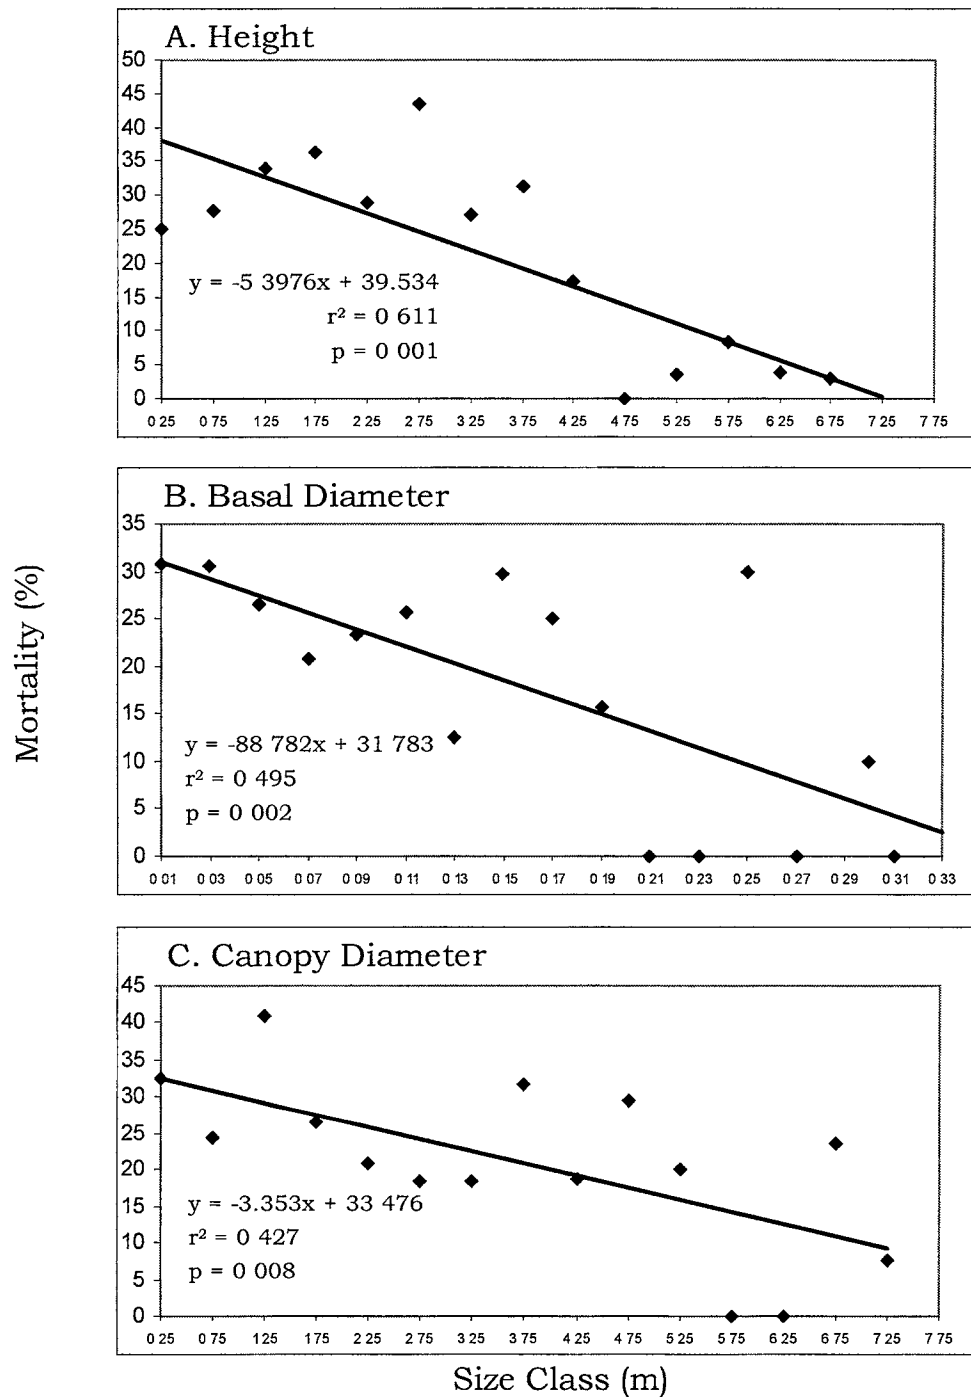 A. Height
50
45
40
35
30
25
20
15
10
5
0
y = -5 3976x + 39.534
r² = 0 611
p = 0 001
0 25 0 75 1 25 1 75 2 25 2 75 3 25 3 75 4 25 4 75 5 25 5 75 6 25 6 75 7 25 7 75
B. Basal Diameter
35
30
25
20
15
10
5
0
y = -88 782x + 31 783
r² = 0 495
p = 0 002
0 01 0 03 0 05 0 07 0 09 0 11 0 13 0 15 0 17 0 19 0 21 0 23 0 25 0 27 0 29 0 31 0 33
Mortality (%)
C. Canopy Diameter
45
40
35
30
25
20
15
10
5
0
y = -3.353x + 33 476
r² = 0 427
p = 0 008
0 25 0 75 1 25 1 75 2 25 2 75 3 25 3 75 4 25 4 75 5 25 5 75 6 25 6 75 7 25 7 75
Size Class (m)